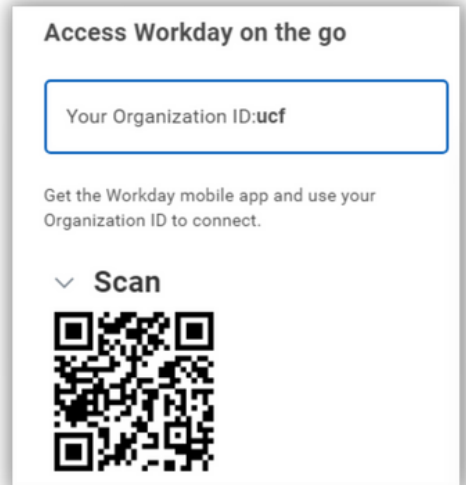 Access Workday on the go
Your Organization ID:ucf
Get the Workday mobile app and use your
Organization ID to connect.
Scan